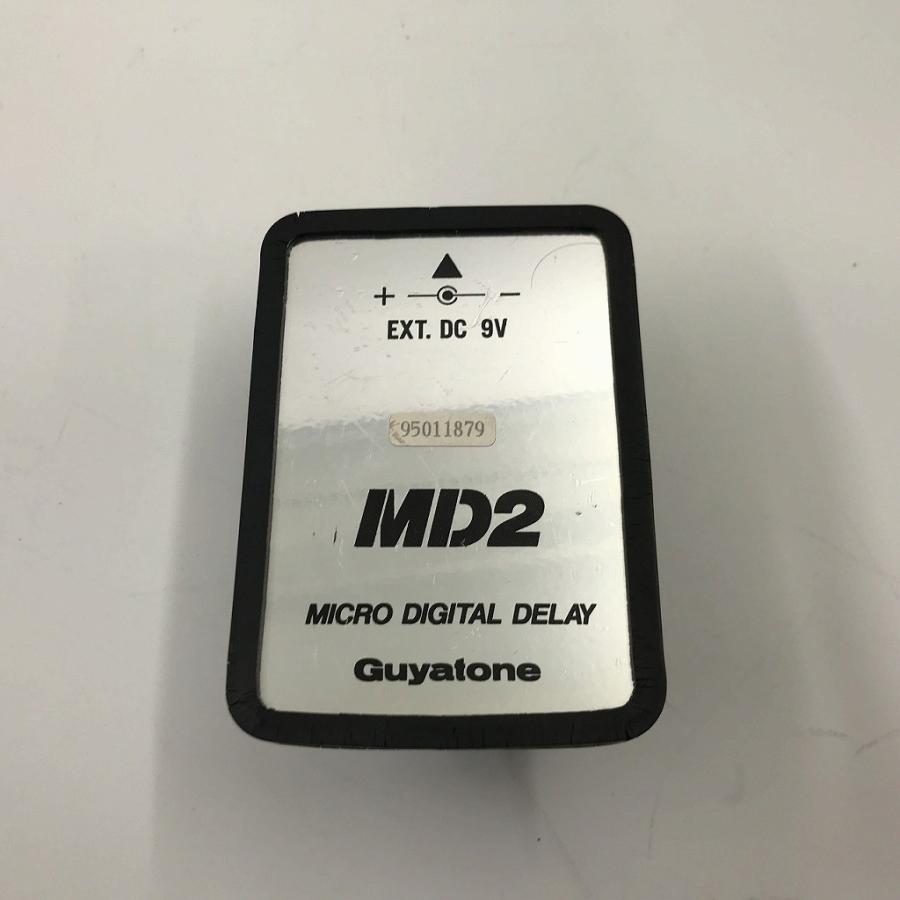 + −
EXT. DC 9V
95011879
MD2
MICRO DIGITAL DELAY
Guyatone